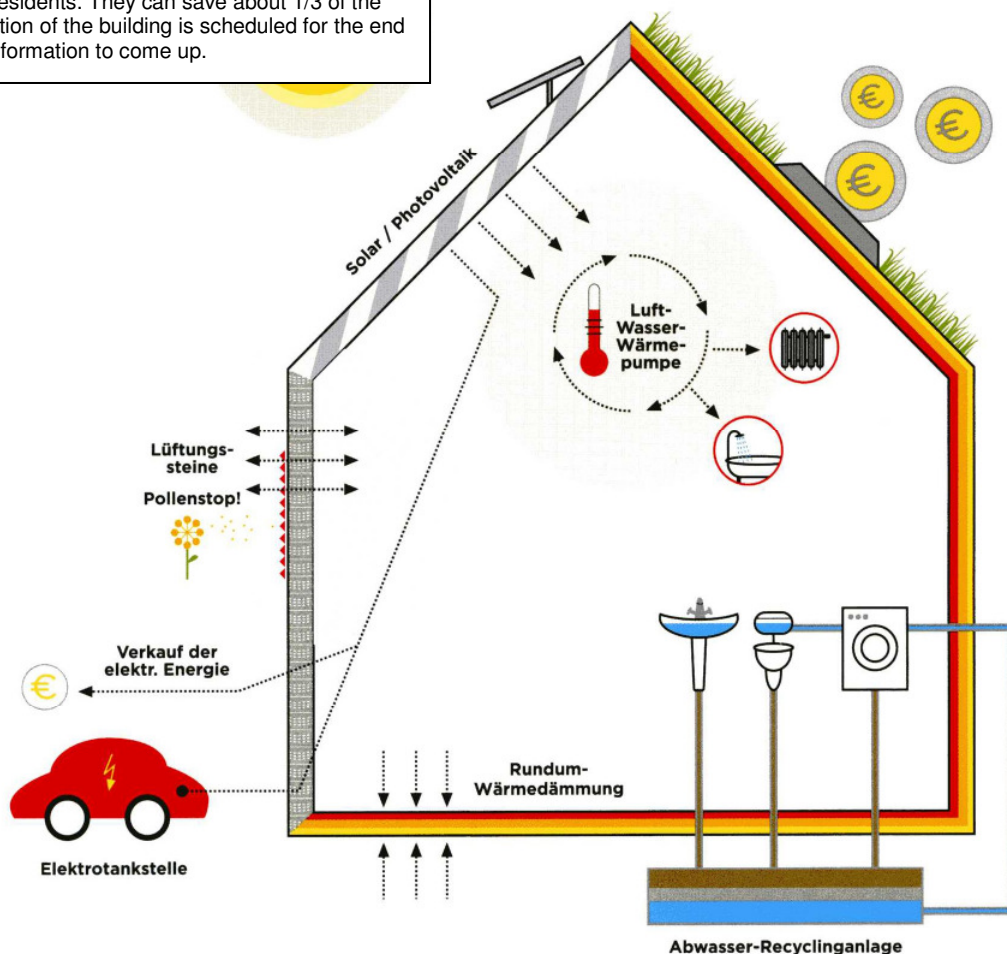 residents. They can save about 1/3 of the
tion of the building is scheduled for the end
formation to come up.
Solar / Photovoltaik
Luft-
Wasser-
Wärme-
pumpe
Lüftungs-
steine
Pollenstop!
Verkauf der
elektr. Energie
Rundum-
Wärmedämmung
Elektrotankstelle
Abwasser-Recyclinganlage
€
€
€
€